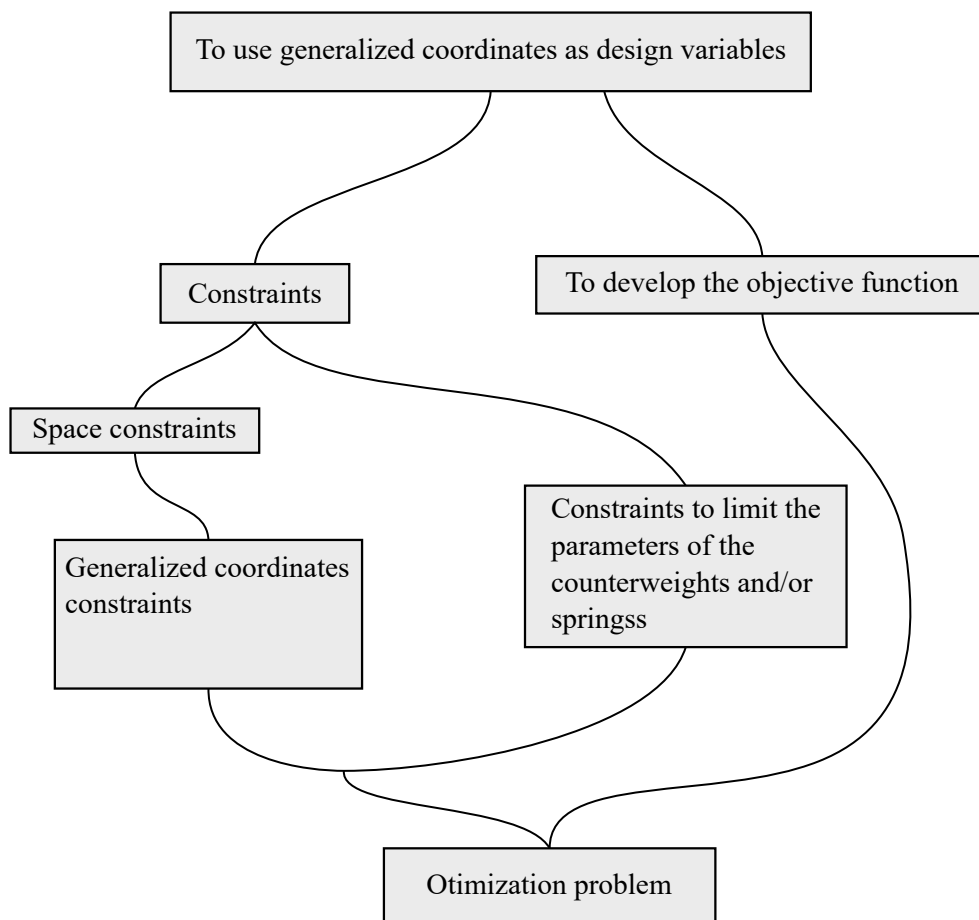 To use generalized coordinates as design variables
Constraints
To develop the objective function
Space constraints
Constraints to limit the
parameters of the
counterweights and/or
springss
Generalized coordinates
constraints
Otimization problem